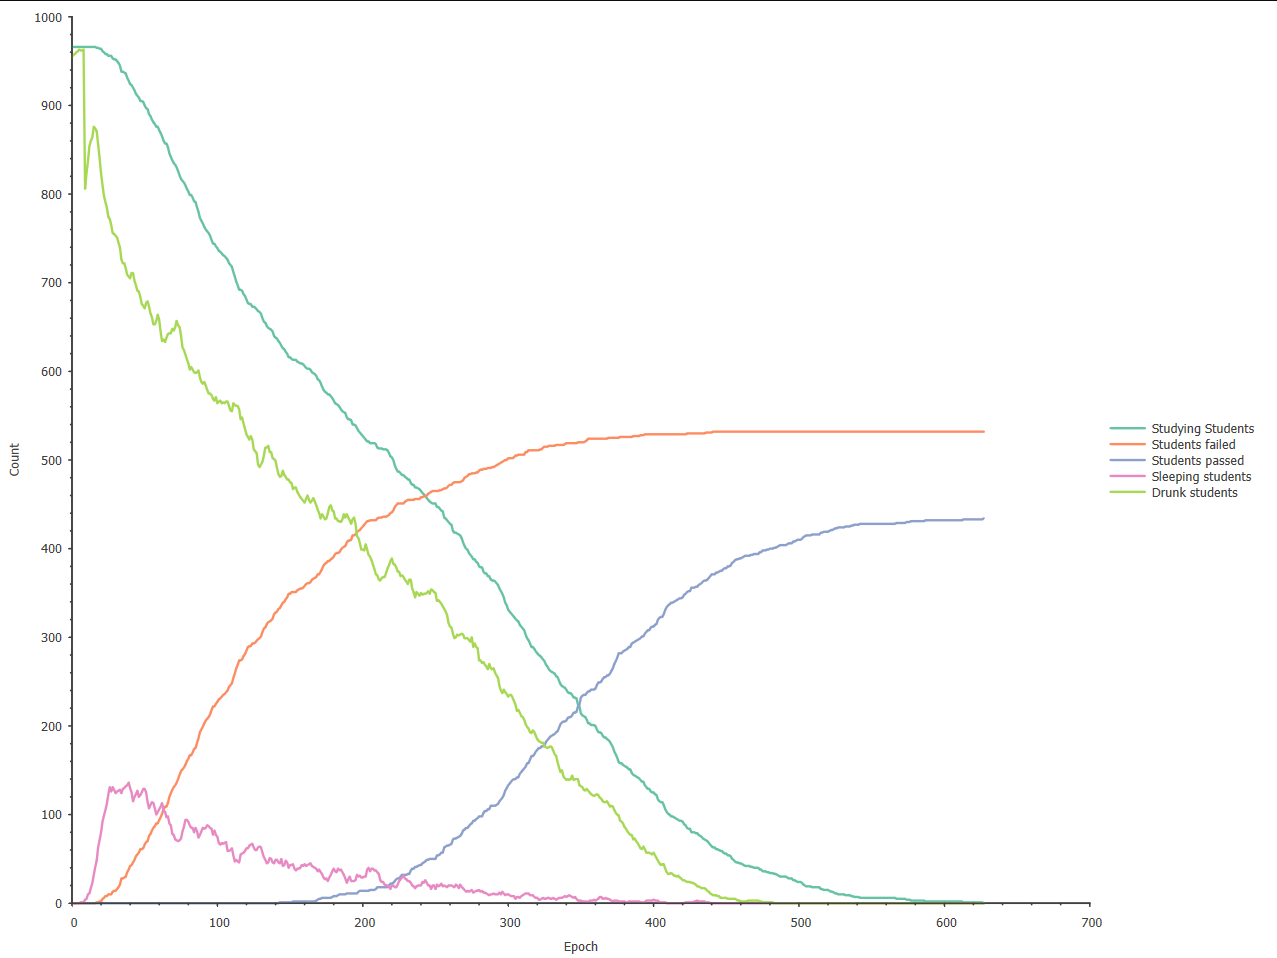 1000
900
800
700
600
500
400
300
200
100
0
Count
0 100 200 300 400 500 600 700
Epoch
Studying Students
Students failed
Students passed
Sleeping students
Drunk students